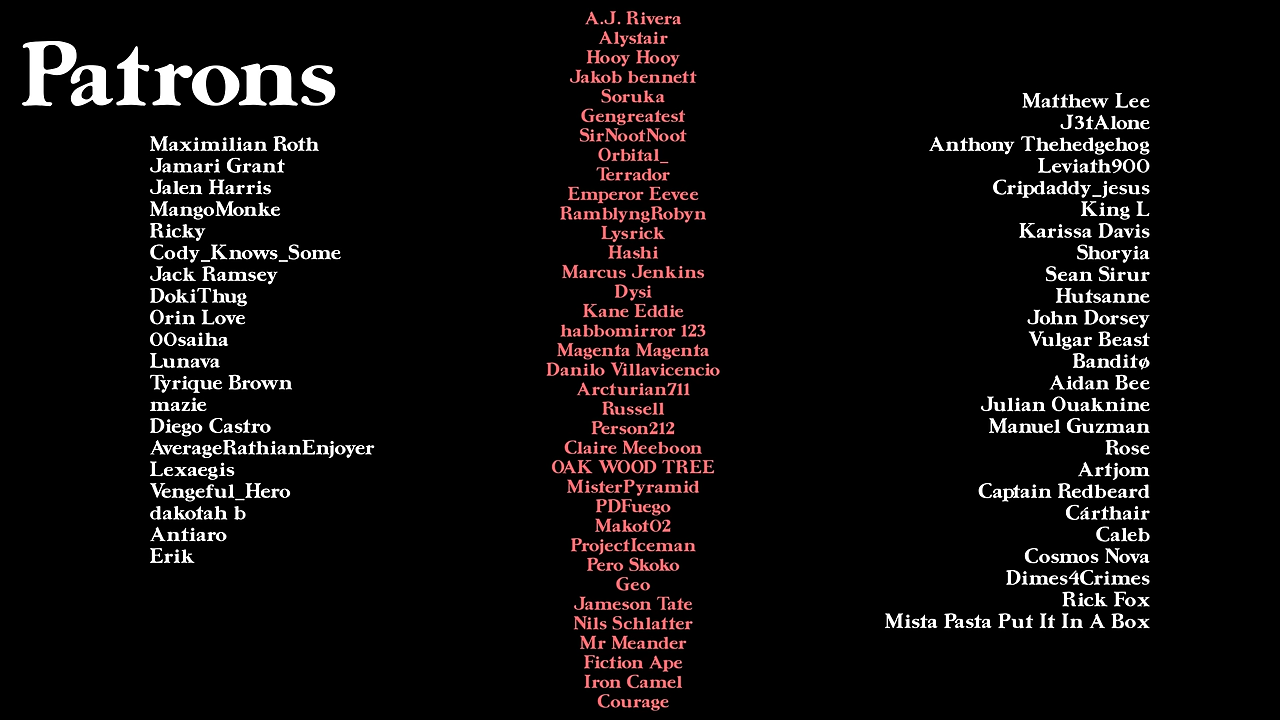 Patrons
Maximilian Roth
Jamari Grant
Jalen Harris
MangoMonke
Ricky
Cody_Knows_Some
Jack Ramsey
DokiThug
Orin Love
00saiha
Lunava
Tyrique Brown
mazie
Diego Castro
AverageRathianEnjoyer
Lexaegis
Vengeful_Hero
dakotah b
Antiaro
Erik
A.J. Rivera
Alystair
Hooy Hooy
Jakob bennett
Soruka
Gengreatest
SirNootNoot
Orbital_
Terrador
Emperor Eevee
RamblyngRobyn
Lysrick
Hashi
Marcus Jenkins
Dysi
Kane Eddie
habbomirror 123
Magenta Magenta
Danilo Villavicencio
Arcturian711
Russell
Person212
Claire Meeboon
OAK WOOD TREE
MisterPyramid
PDFuego
Makot02
ProjectIceman
Pero Skoko
Geo
Jameson Tate
Nils Schlatter
Mr Meander
Fiction Ape
Iron Camel
Courage
Matthew Lee
J3tAlone
Anthony Thehedgehog
Leviath900
Cripdaddy_jesus
King L
Karissa Davis
Shoryia
Sean Sirur
Hutsanne
John Dorsey
Vulgar Beast
Banditø
Aidan Bee
Julian Ouaknine
Manuel Guzman
Rose
Artjom
Captain Redbeard
Cárthair
Caleb
Cosmos Nova
Dimes4Crimes
Rick Fox
Mista Pasta Put It In A Box